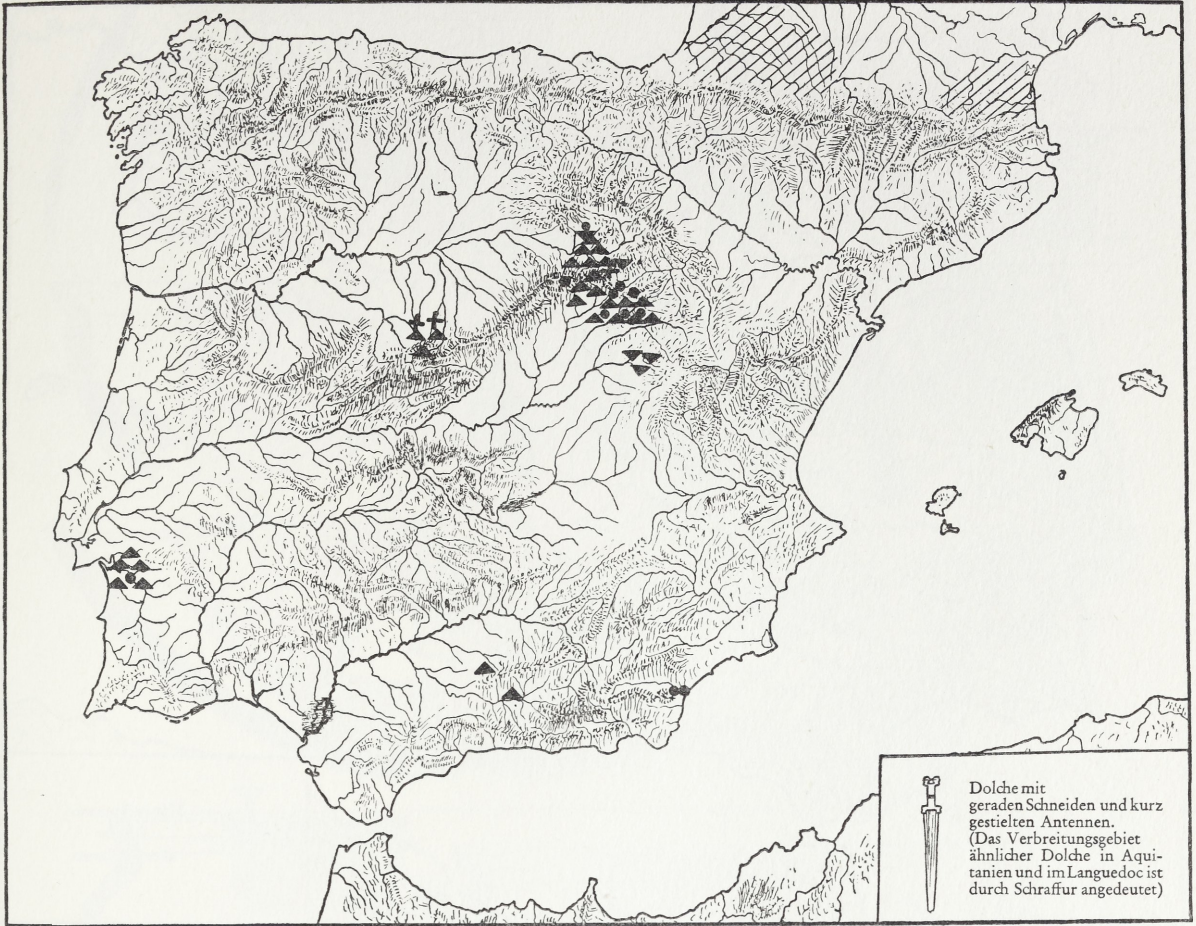 Dolche mit
geraden Schneiden und kurz
gestielten Antennen.
(Das Verbreitungsgebiet
ähnlicher Dolche in Aqui-
tanien und im Languedoc ist
durch Schraffur angedeutet)